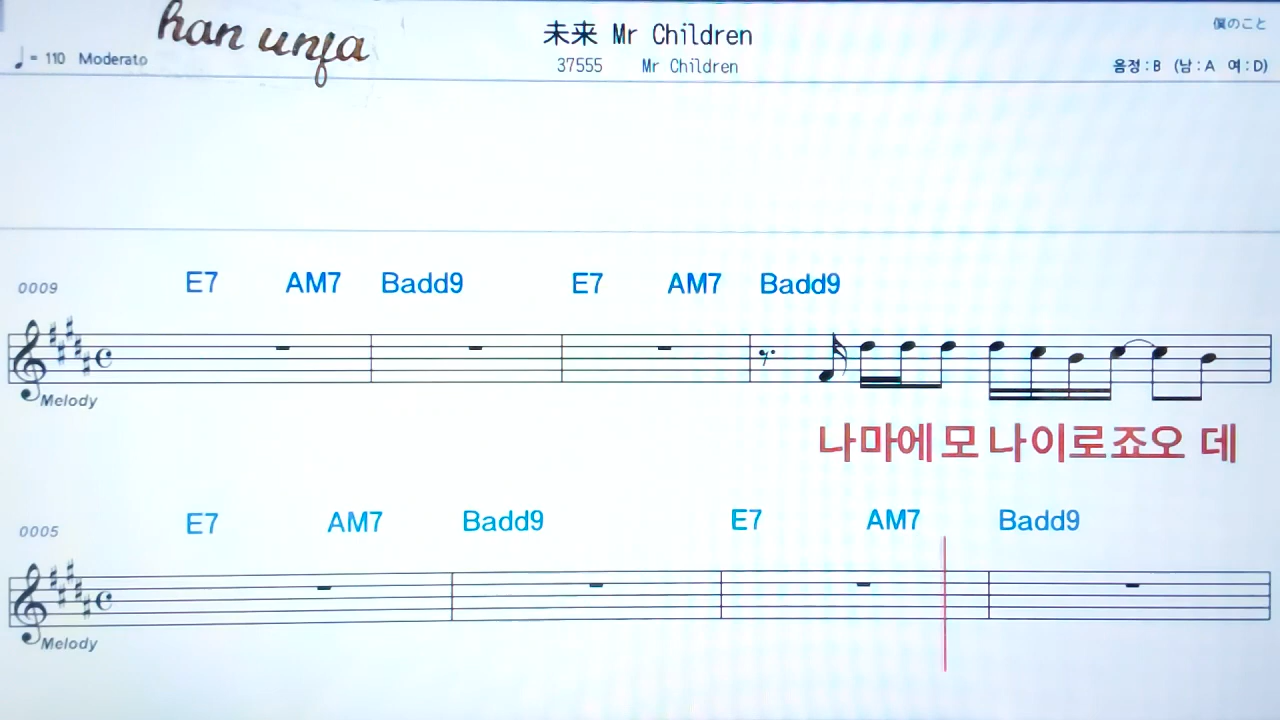 han unfa
未来 Mr Children
僕のこと
♩= 110 Moderato
37555 Mr Children
음정:B (남:A 여:D)
0009
E7 AM7 Badd9 E7 AM7 Badd9
Melody
나마에 모 나이로죠오 데
0005
E7 AM7 Badd9 E7 AM7 Badd9
Melody